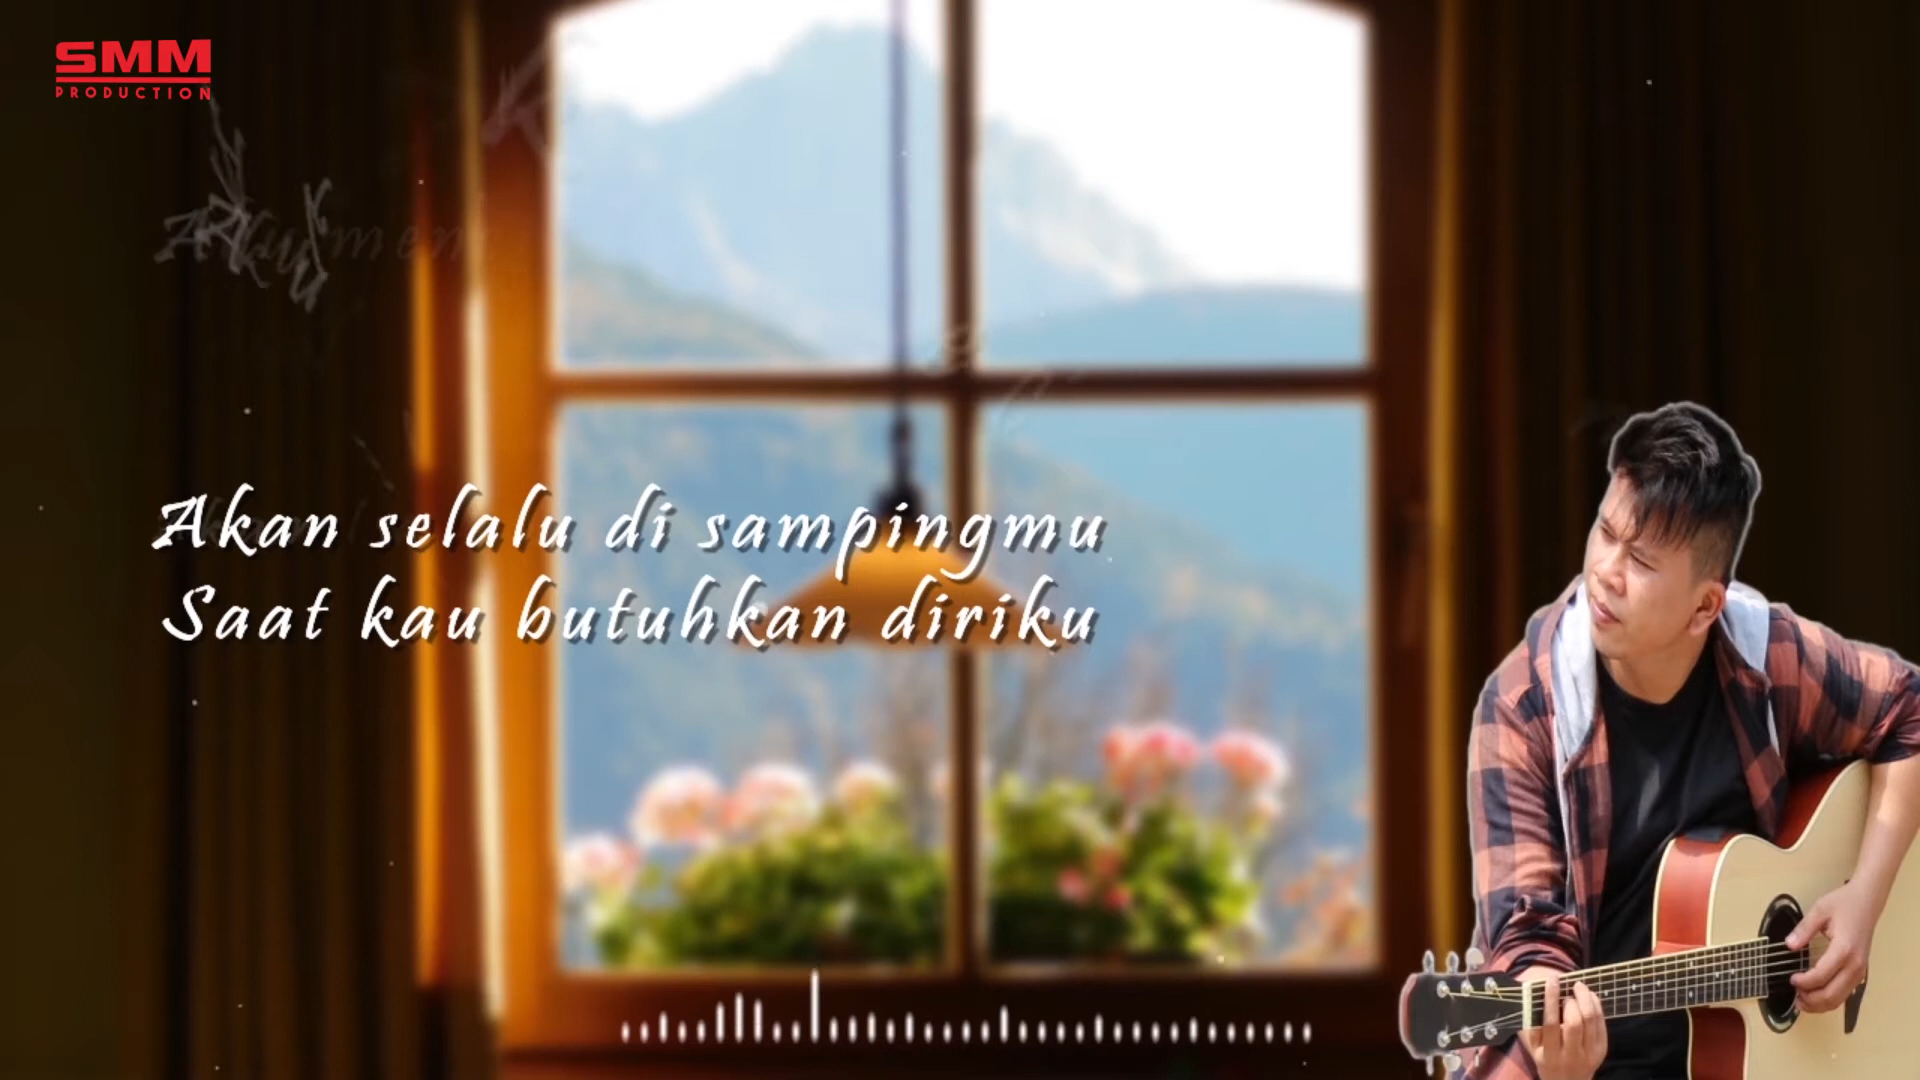 SMM
PRODUCTION
Akan selalu di sampingmu
Saat kau butuhkan diriku